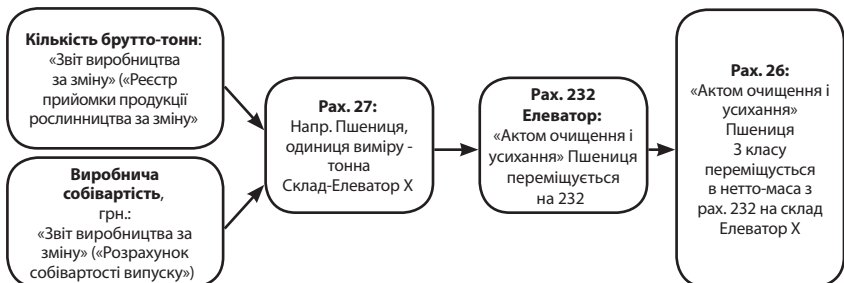 Кількість брутто-тонн:
«Звіт виробництва
за зміну» («Реєстр
прийомки продукції
рослинництва за зміну»
Виробнича
собівартість,
грн.:
«Звіт виробництва за
зміну» («Розрахунок
собівартості випуску»)
Рах. 27:
Напр. Пшениця,
одиниця виміру -
тонна
Склад-Елеватор Х
Рах. 232
Елеватор:
«Актом очищення і
усихання» Пшениця
переміщується
на 232
Рах. 26:
«Актом очищення і
усихання»
Пшениця
3 класу
переміщується
в нетто-маса з
рах. 232 на склад
Елеватор Х